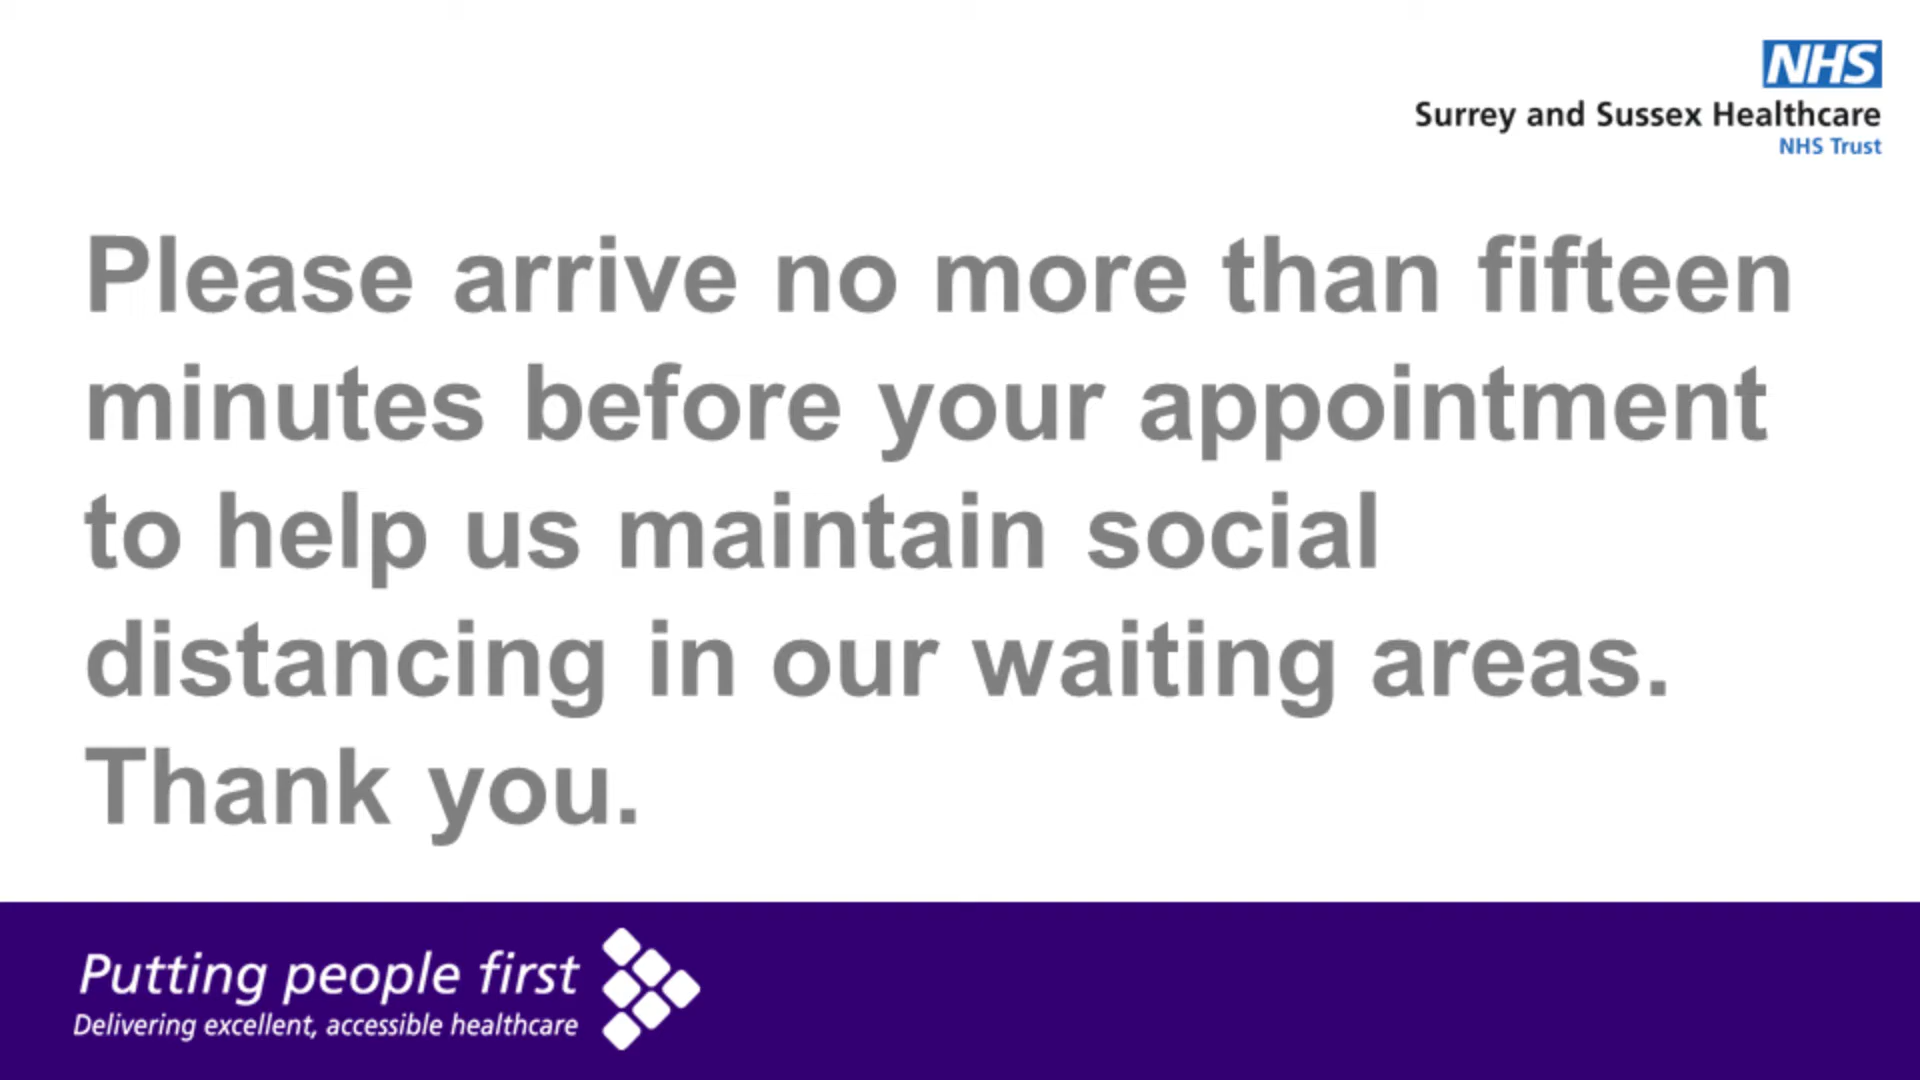 NHS
Surrey and Sussex Healthcare
NHS Trust
Please arrive no more than fifteen
minutes before your appointment
to help us maintain social
distancing in our waiting areas.
Thank you.
Putting people first
Delivering excellent, accessible healthcare